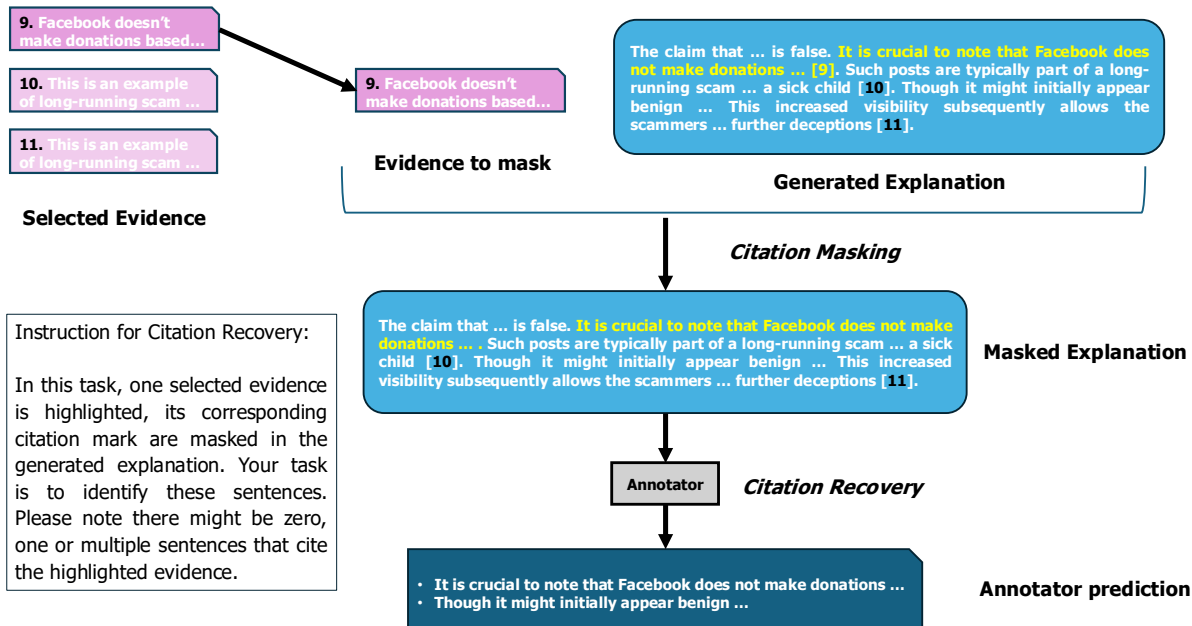 9. Facebook doesn't
make donations based...
10. This is an example
of long-running scam ...
11. This is an example
of long-running scam ...
Selected Evidence
9. Facebook doesn't
make donations based...
Evidence to mask
The claim that ... is false. It is crucial to note that Facebook does
not make donations ... [9]. Such posts are typically part of a long-
running scam ... a sick child [10]. Though it might initially appear
benign ... This increased visibility subsequently allows the
scammers ... further deceptions [11].
Generated Explanation
Citation Masking
Instruction for Citation Recovery:
In this task, one selected evidence
is highlighted, its corresponding
citation mark are masked in the
generated explanation. Your task
is to identify these sentences.
Please note there might be zero,
one or multiple sentences that cite
the highlighted evidence.
The claim that ... is false. It is crucial to note that Facebook does not make
donations ... . Such posts are typically part of a long-running scam ... a sick
child [10]. Though it might initially appear benign ... This increased
visibility subsequently allows the scammers ... further deceptions [11].
Masked Explanation
Annotator
Citation Recovery
• It is crucial to note that Facebook does not make donations ...
• Though it might initially appear benign ...
Annotator prediction